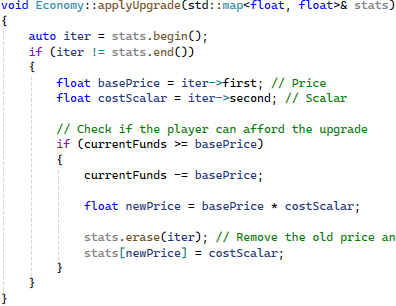 void Economy::applyUpgrade(std::map<float, float>& stats)
{
    auto iter = stats.begin();
    if (iter != stats.end())
    {
        float basePrice = iter->first; // Price
        float costScalar = iter->second; // Scalar

        // Check if the player can afford the upgrade
        if (currentFunds >= basePrice)
        {
            currentFunds -= basePrice;

            float newPrice = basePrice * costScalar;

            stats.erase(iter); // Remove the old price an
            stats[newPrice] = costScalar;
        }
    }
}